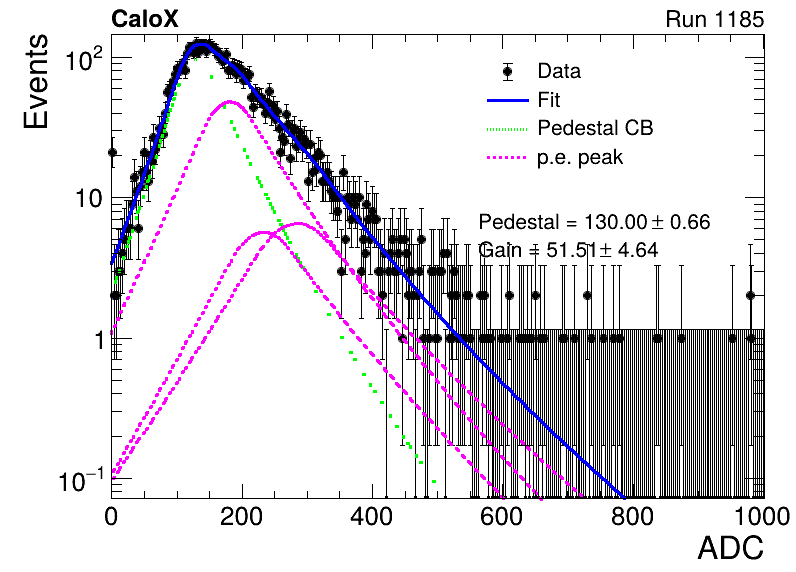 CaloX Run 1185
Events
10²
10
1
10⁻¹
Data
Fit
Pedestal CB
p.e. peak
Pedestal = 130.00 ± 0.66
Gain = 51.51 ± 4.64
0 200 400 600 800 1000
ADC